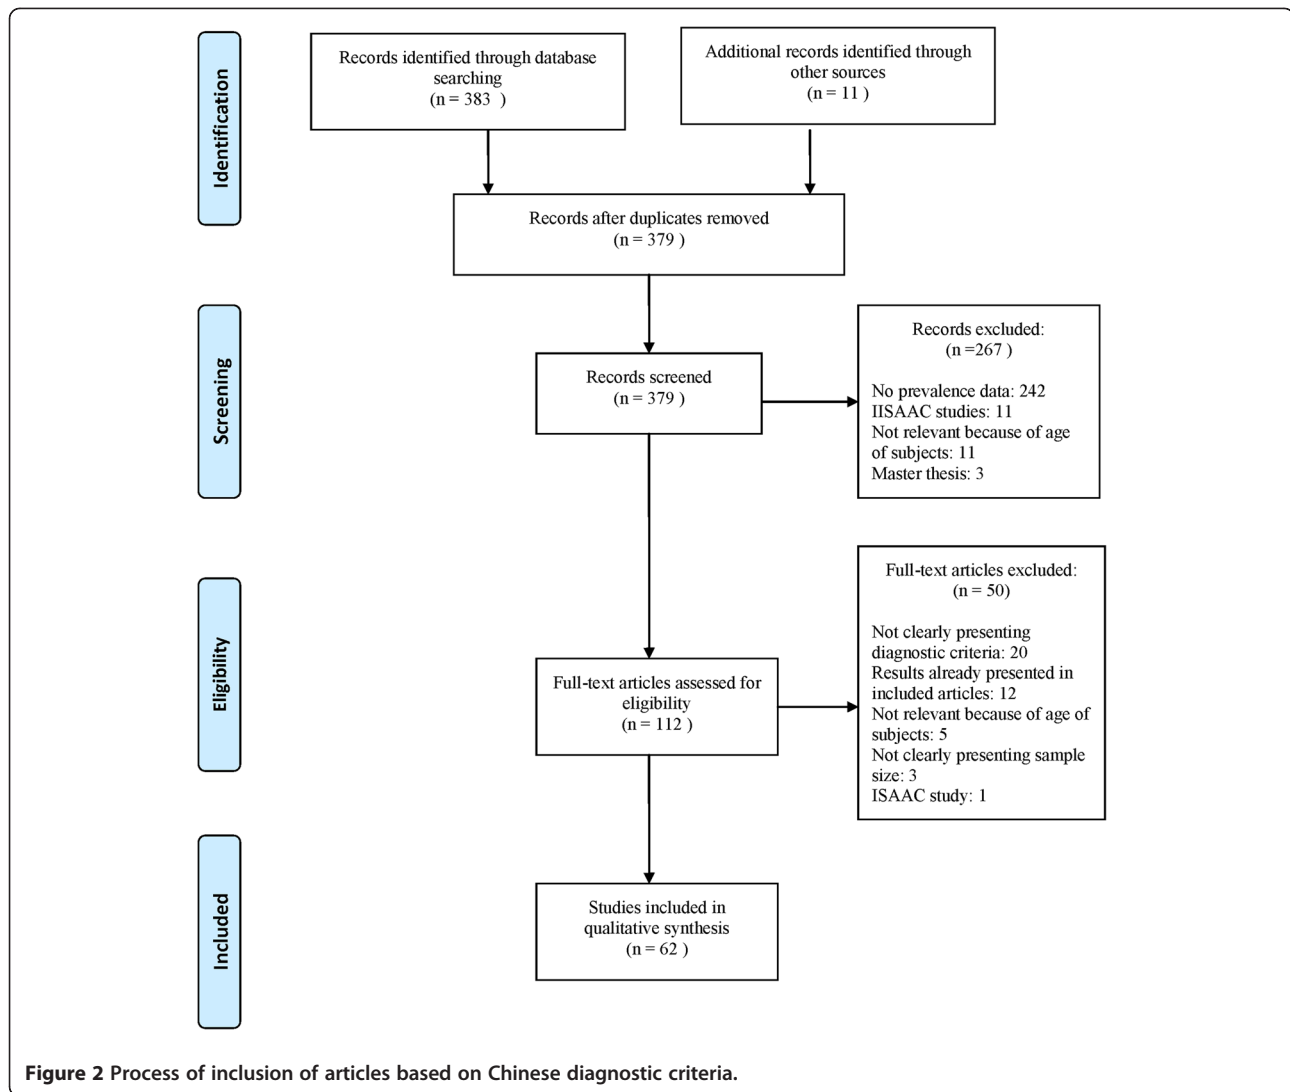 Identification
Records identified through database
searching
(n = 383 )
Additional records identified through
other sources
(n = 11 )
Records after duplicates removed
(n = 379 )
Screening
Records screened
(n = 379 )
Records excluded:
(n =267 )
No prevalence data: 242
IISAAC studies: 11
Not relevant because of age
of subjects: 11
Master thesis: 3
Eligibility
Full-text articles assessed for
eligibility
(n = 112 )
Full-text articles excluded:
(n = 50)
Not clearly presenting
diagnostic criteria: 20
Results already presented in
included articles: 12
Not relevant because of age of
subjects: 5
Not clearly presenting sample
size: 3
ISAAC study: 1
Included
Studies included in
qualitative synthesis
(n = 62 )
Figure 2 Process of inclusion of articles based on Chinese diagnostic criteria.